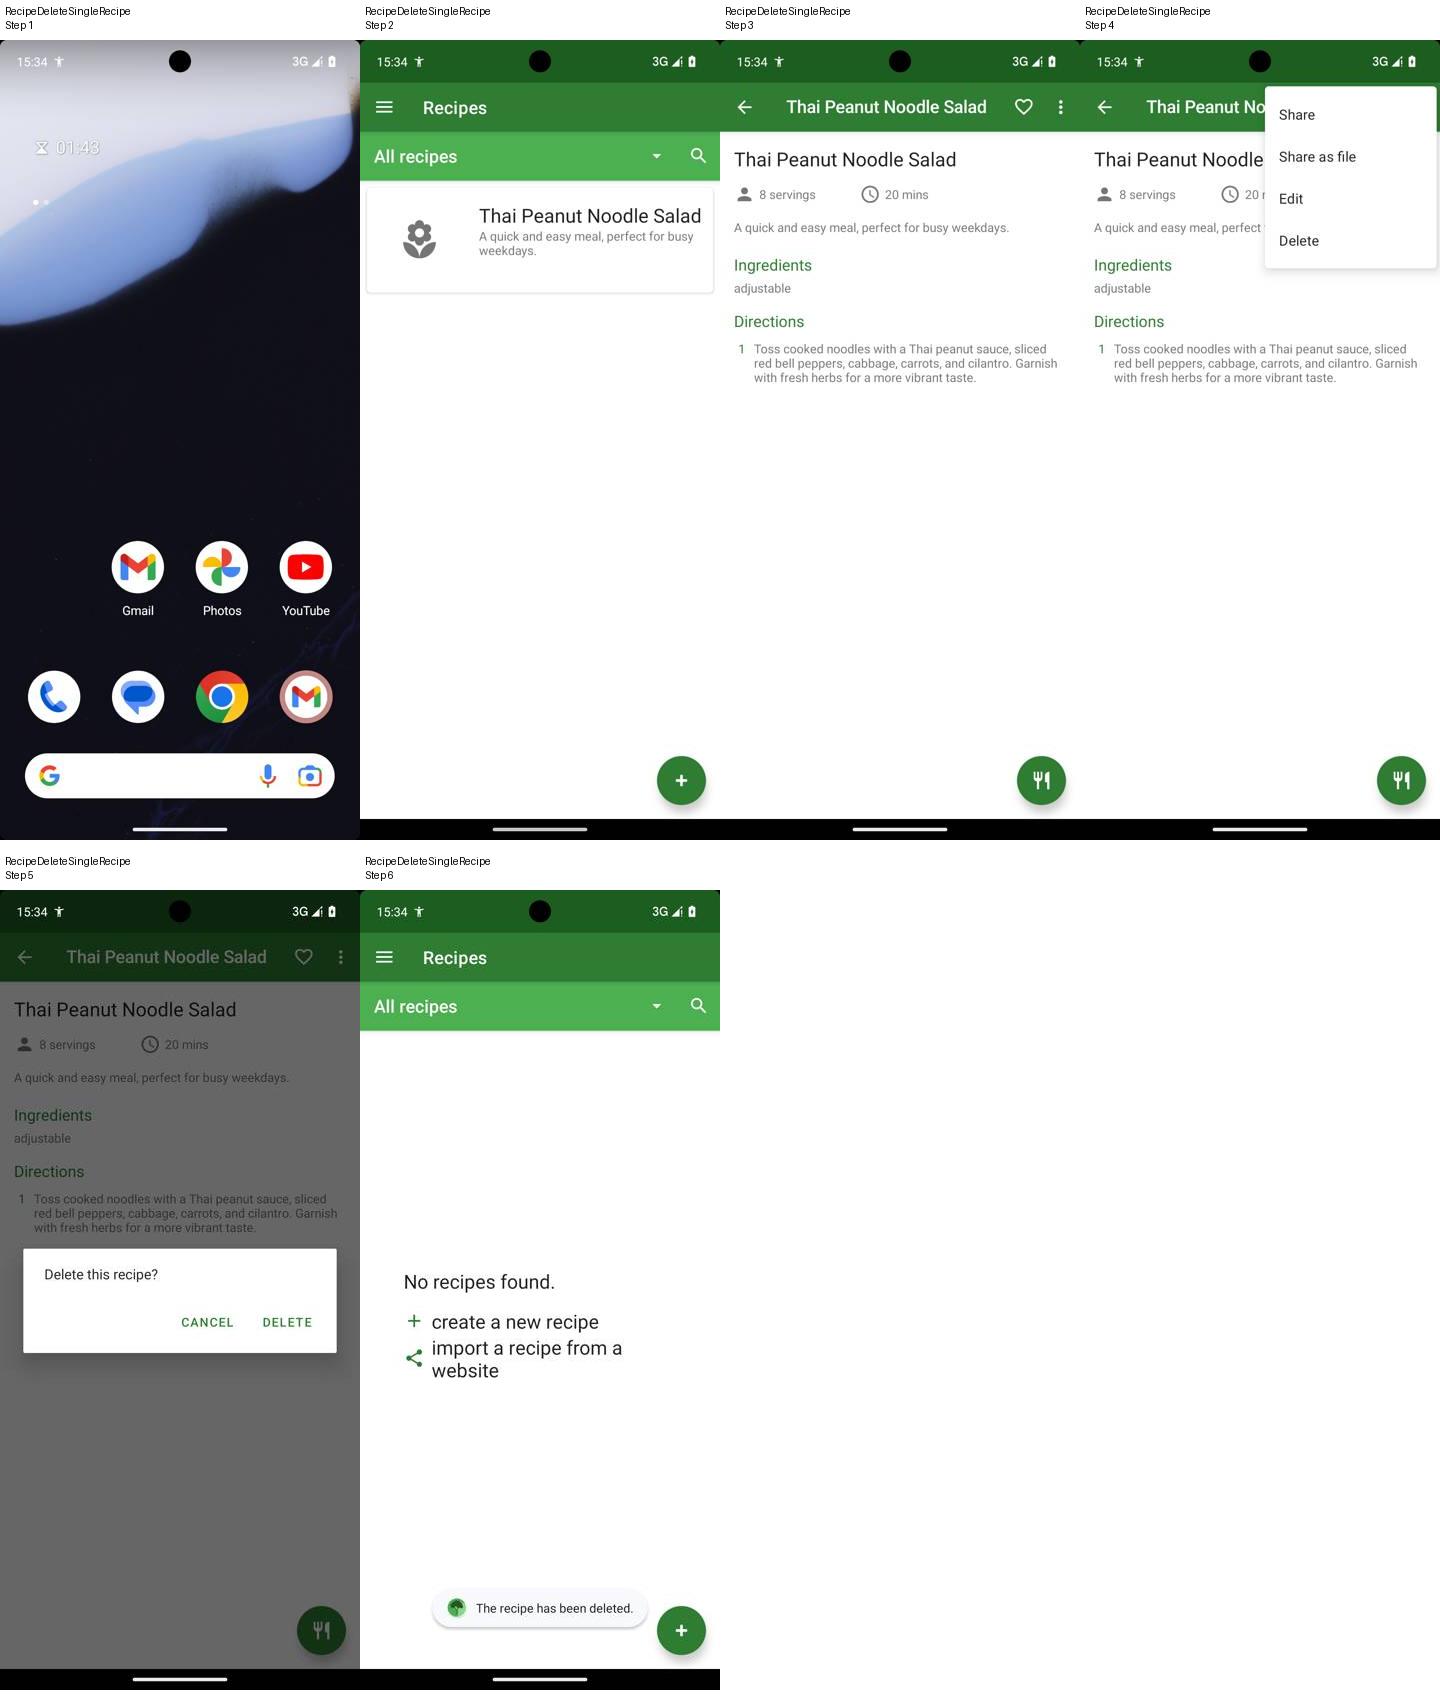 RecipeDeleteSingleRecipe
Step 1
15:34
3G
01:43
Gmail
Photos
YouTube
RecipeDeleteSingleRecipe
Step 2
15:34
3G
Recipes
All recipes
Thai Peanut Noodle Salad
A quick and easy meal, perfect for busy
weekdays.
RecipeDeleteSingleRecipe
Step 3
15:34
3G
Thai Peanut Noodle Salad
Thai Peanut Noodle Salad
8 servings
20 mins
A quick and easy meal, perfect for busy weekdays.
Ingredients
adjustable
Directions
1 Toss cooked noodles with a Thai peanut sauce, sliced
red bell peppers, cabbage, carrots, and cilantro. Garnish
with fresh herbs for a more vibrant taste.
RecipeDeleteSingleRecipe
Step 4
15:34
3G
Thai Peanut No
Share
Share as file
Edit
Delete
Thai Peanut Noodle
8 servings
20
A quick and easy meal, perfect
Ingredients
adjustable
Directions
1 Toss cooked noodles with a Thai peanut sauce, sliced
red bell peppers, cabbage, carrots, and cilantro. Garnish
with fresh herbs for a more vibrant taste.
RecipeDeleteSingleRecipe
Step 5
15:34
3G
Thai Peanut Noodle Salad
Thai Peanut Noodle Salad
8 servings
20 mins
A quick and easy meal, perfect for busy weekdays.
Ingredients
adjustable
Directions
1 Toss cooked noodles with a Thai peanut sauce, sliced
red bell peppers, cabbage, carrots, and cilantro. Garnish
with fresh herbs for a more vibrant taste.
Delete this recipe?
CANCEL
DELETE
RecipeDeleteSingleRecipe
Step 6
15:34
3G
Recipes
All recipes
No recipes found.
create a new recipe
import a recipe from a
website
The recipe has been deleted.